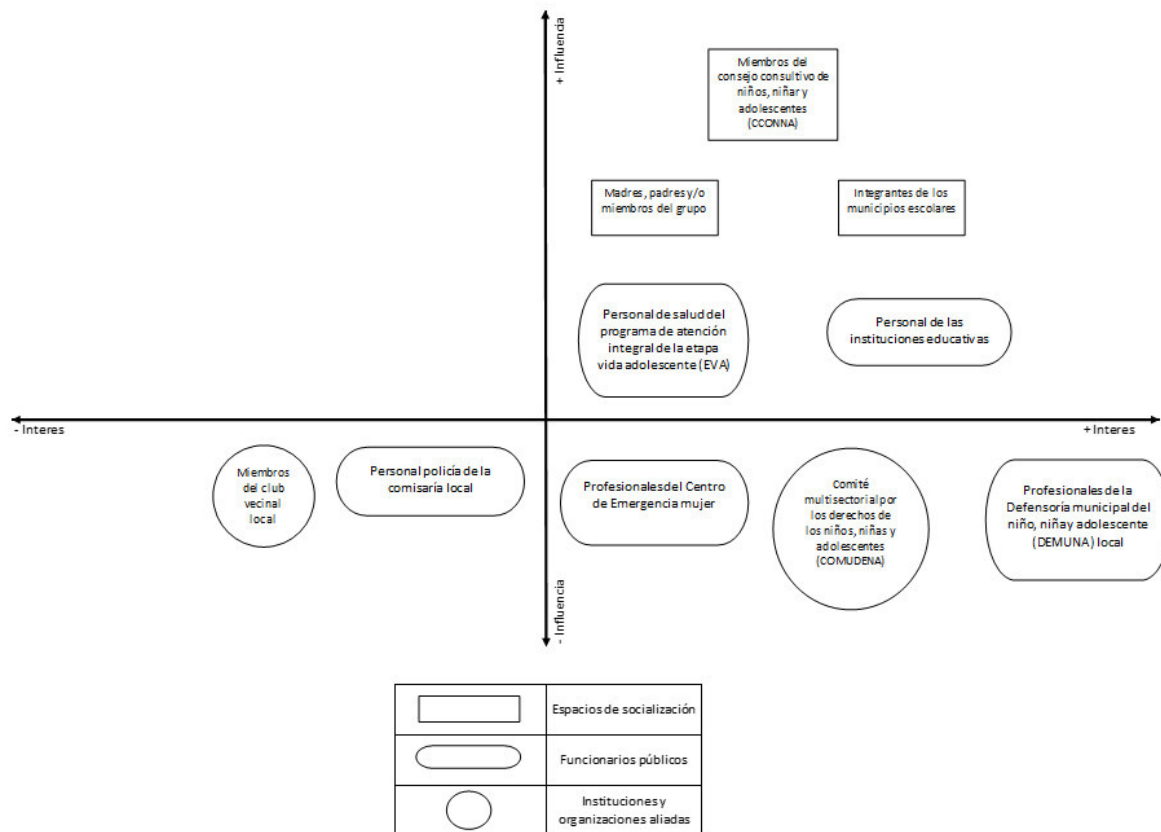 + Influencia
Miembros del
consejo consultivo de
niños, niñar y
adolescentes
(CCONNA)
Madres, padres y/o
miembros del grupo
Integrantes de los
municipios escolares
Personal de salud del
programa de atención
integral de la etapa
vida adolescente (EVA)
Personal de las
instituciones educativas
- Interes
+ Interes
Miembros
del club
vecinal
local
Personal policía de la
comisaría local
Profesionales del Centro
de Emergencia mujer
Comité
multisectorial por
los derechos de
los niños, niñas y
adolescentes
(COMUDENA)
Profesionales de la
Defensoría municipal del
niño, niña y adolescente
(DEMUNA) local
- Influencia
Espacios de socialización
Funcionarios públicos
Instituciones y
organizaciones aliadas